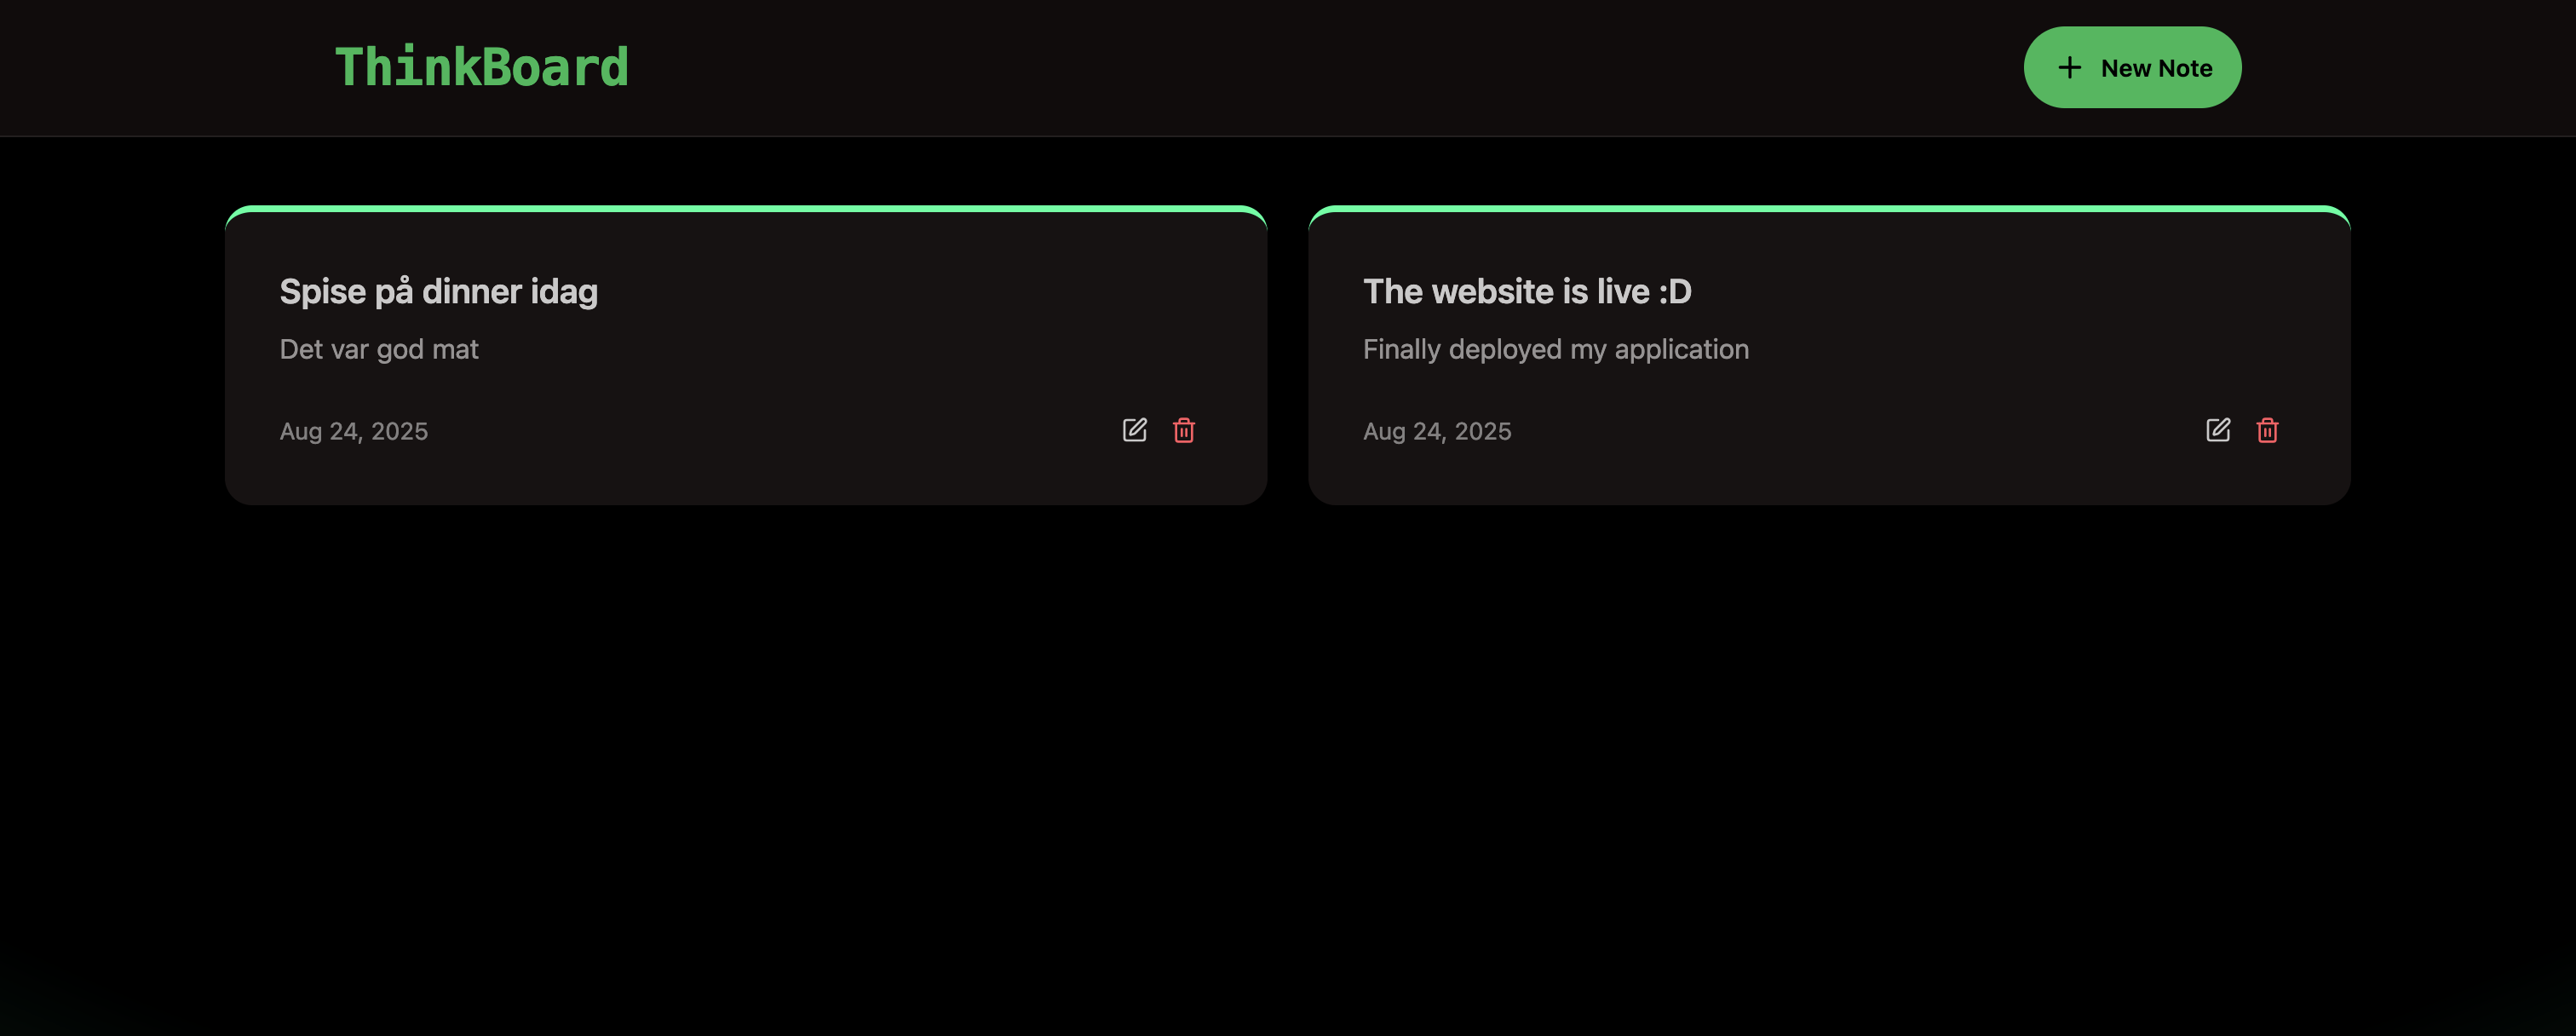 ThinkBoard
New Note
Spise på dinner idag
Det var god mat
Aug 24, 2025
The website is live :D
Finally deployed my application
Aug 24, 2025